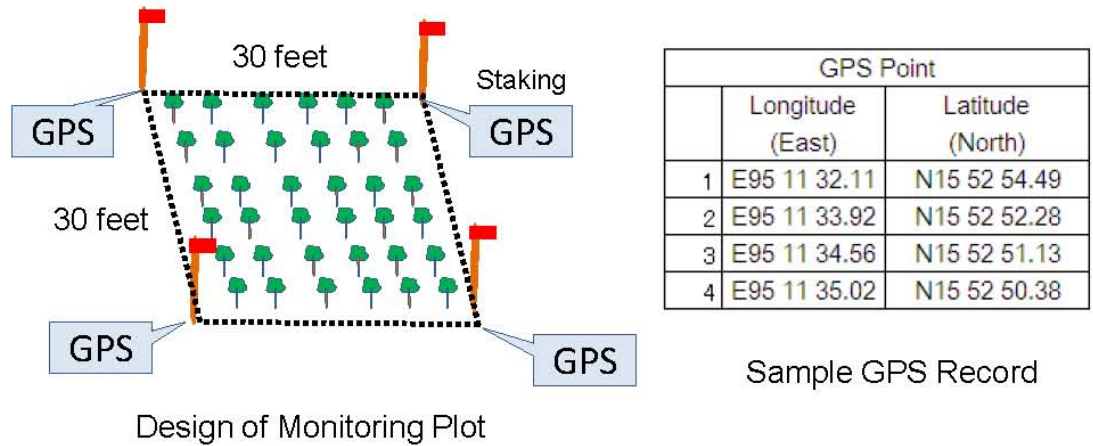 30 feet
Staking
GPS
GPS
30 feet
GPS
GPS
Design of Monitoring Plot
GPS Point
Longitude (East) Latitude (North)
1 E95 11 32.11 N15 52 54.49
2 E95 11 33.92 N15 52 52.28
3 E95 11 34.56 N15 52 51.13
4 E95 11 35.02 N15 52 50.38
Sample GPS Record